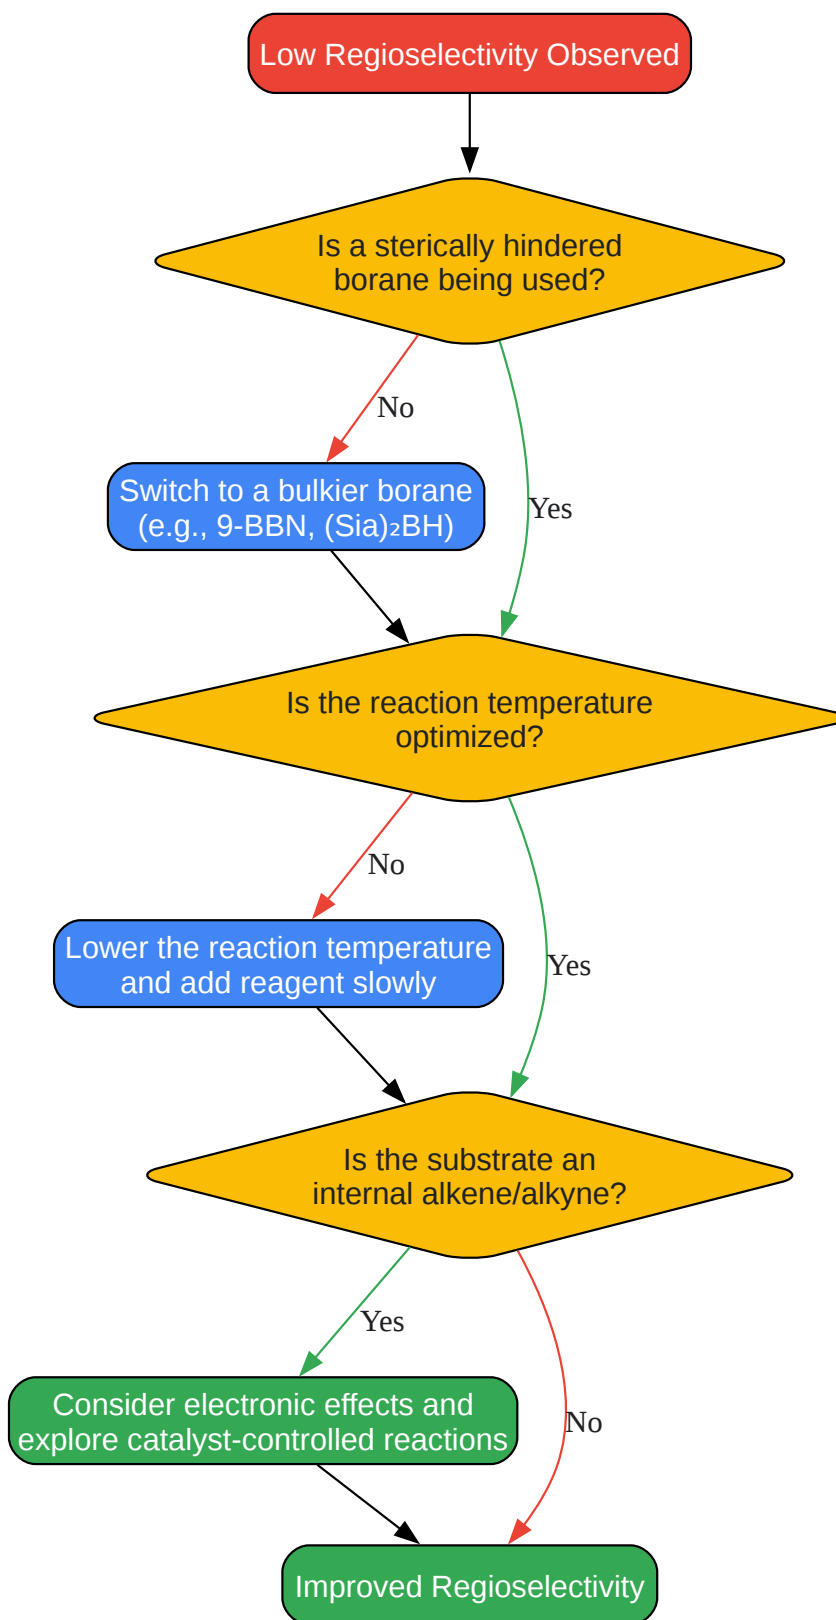 Low Regioselectivity Observed
Is a sterically hindered
borane being used?
No
Switch to a bulkier borane
(e.g., 9-BBN, (Sia)₂BH)
Yes
Is the reaction temperature
optimized?
No
Lower the reaction temperature
and add reagent slowly
Yes
Is the substrate an
internal alkene/alkyne?
Yes
Consider electronic effects and
explore catalyst-controlled reactions
No
Improved Regioselectivity